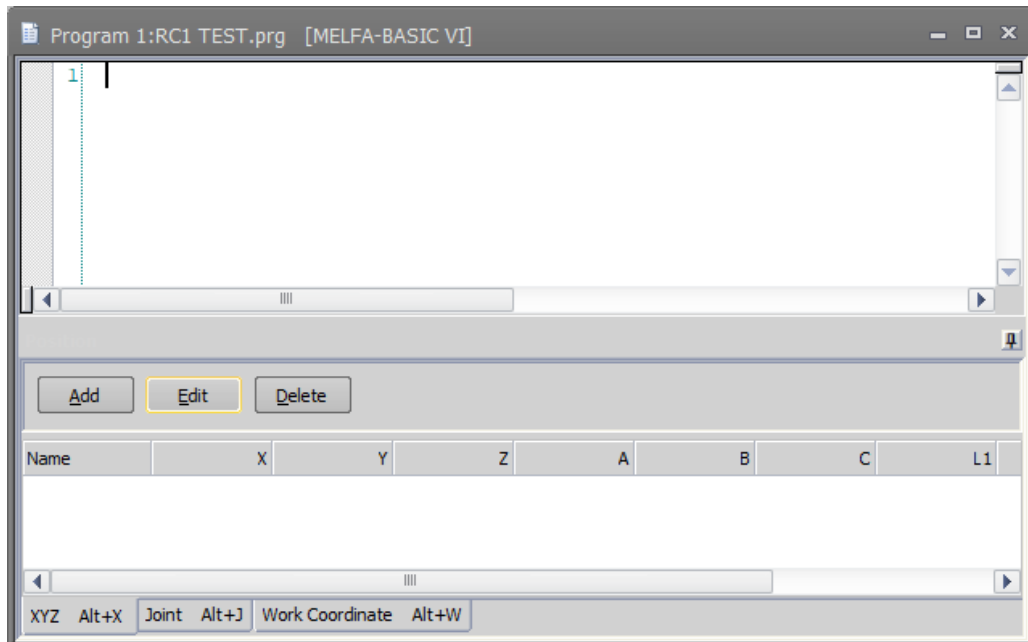 Program 1:RC1 TEST.prg [MELFA-BASIC VI]
1
Add Edit Delete
Name X Y Z A B C L1
XYZ Alt+X Joint Alt+J Work Coordinate Alt+W